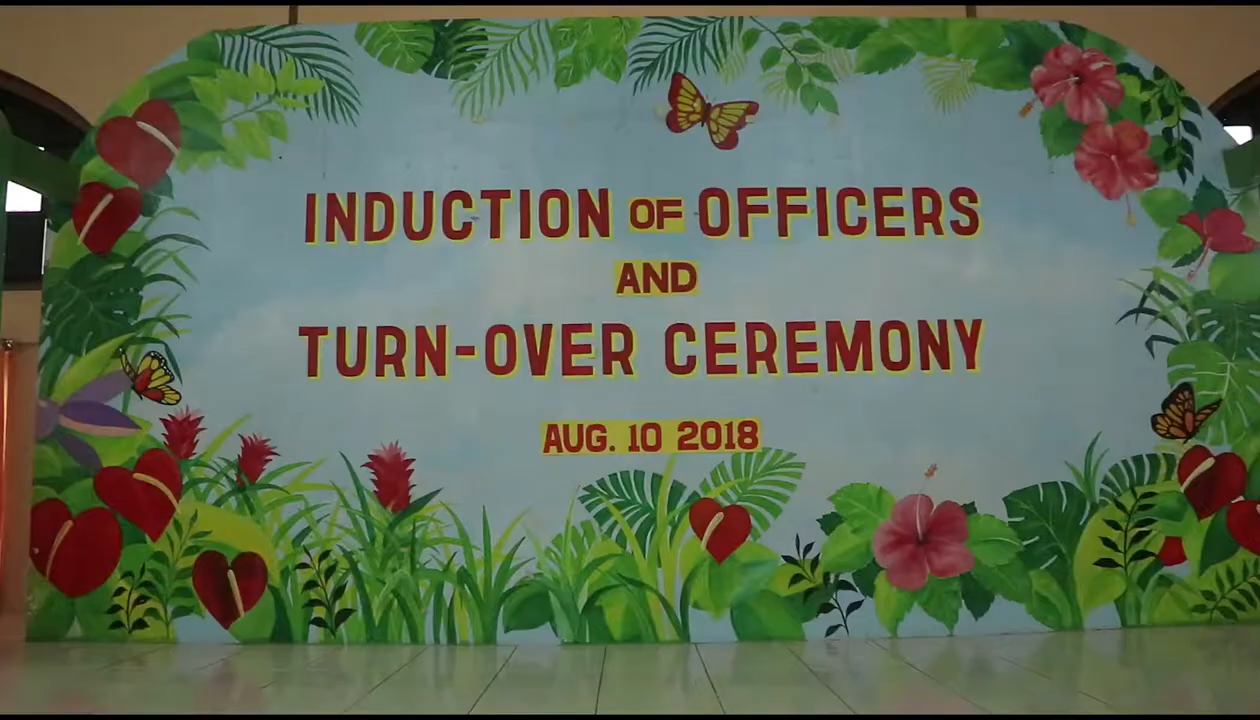 INDUCTION OF OFFICERS
AND
TURN-OVER CEREMONY
AUG. 10 2018